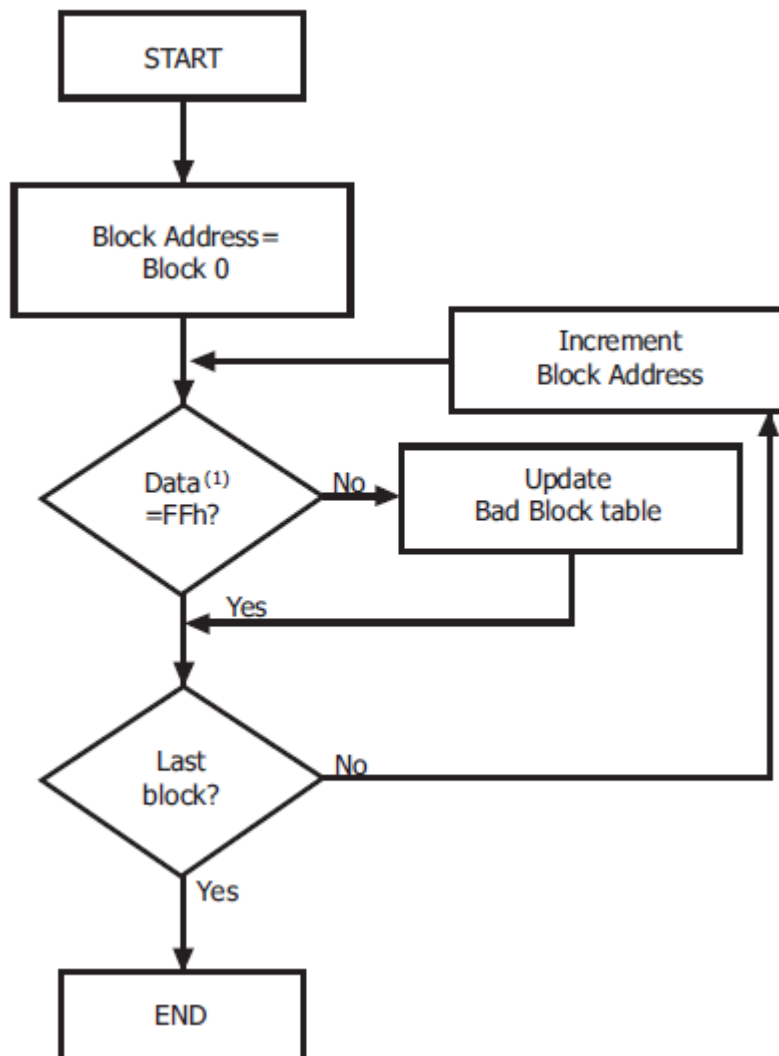 START
Block Address=
Block 0
Increment
Block Address
Data(1)
=FFh?
No
Update
Bad Block table
Yes
Last
block?
No
Yes
END